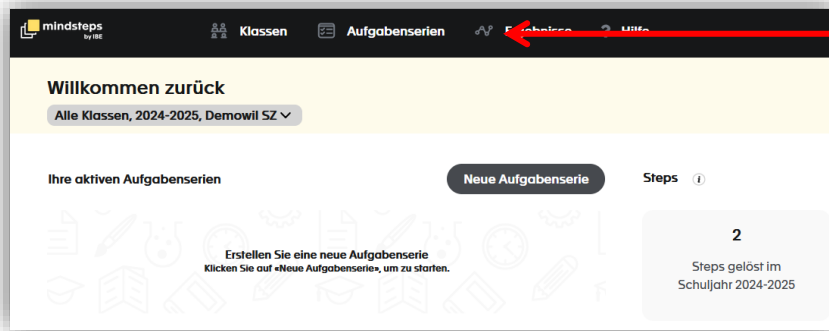 mindsteps
by IBE
Klassen
Aufgabenserien
Ergebnisse
? Hilfe
Willkommen zurück
Alle Klassen, 2024-2025, Demowil SZ
Ihre aktiven Aufgabenserien
Neue Aufgabenserie
Steps i
Erstellen Sie eine neue Aufgabenserie
Klicken Sie auf «Neue Aufgabenserie», um zu starten.
2
Steps gelöst im
Schuljahr 2024-2025